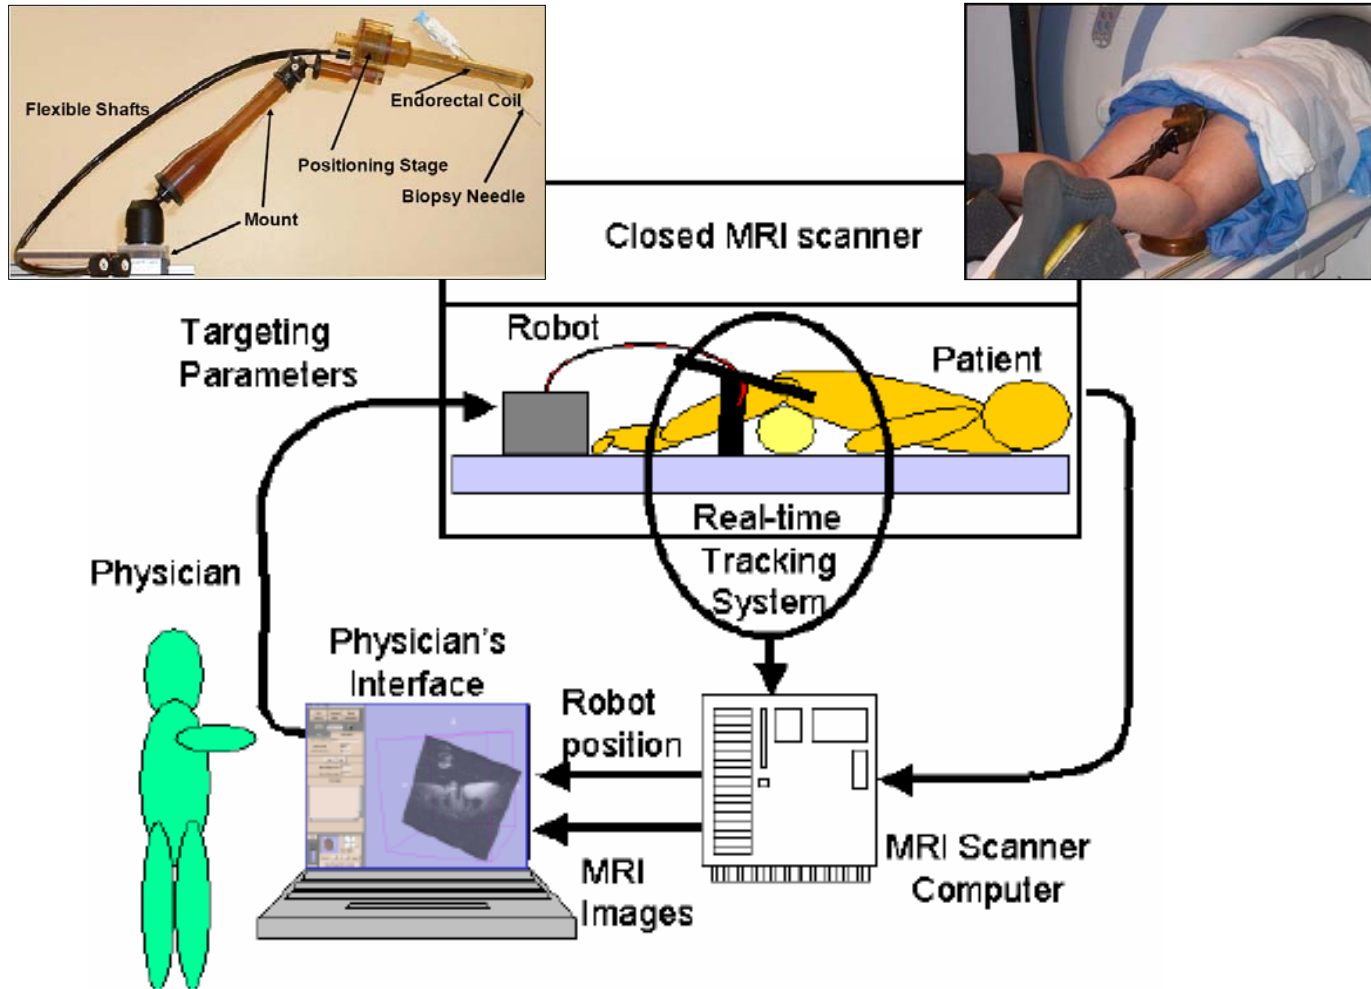 Flexible Shafts
Endorectal Coil
Positioning Stage
Biopsy Needle
Mount
Closed MRI scanner
Targeting
Parameters
Robot
Patient
Real-time
Tracking
System
Physician
Physician's
Interface
Robot
position
MRI
Images
MRI Scanner
Computer